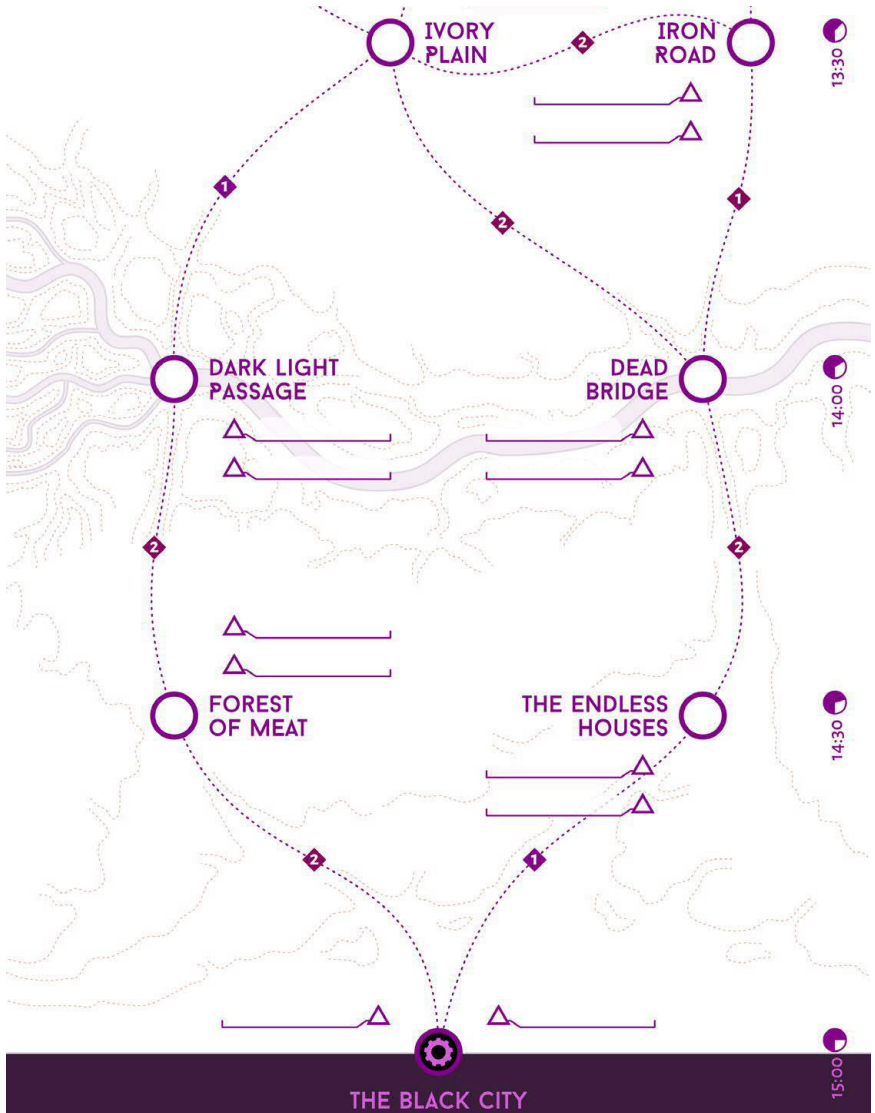 IVORY
PLAIN
IRON
ROAD
13:30
2
1
2
1
DARK LIGHT
PASSAGE
DEAD
BRIDGE
14:00
2
2
FOREST
OF MEAT
THE ENDLESS
HOUSES
14:30
2
1
15:00
THE BLACK CITY